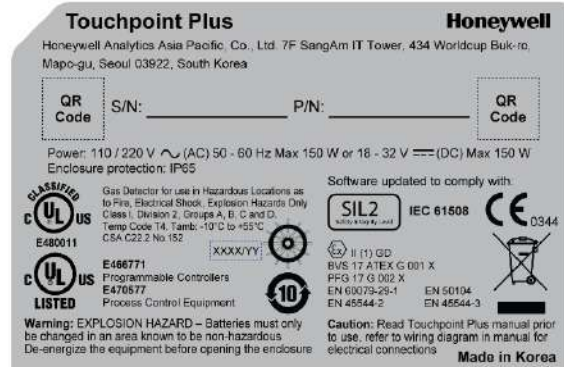 Touchpoint Plus
Honeywell
Honeywell Analytics Asia Pacific, Co., Ltd. 7F SangAm IT Tower, 434 Worldcup Buk-ro,
Mapo-gu, Seoul 03922, South Korea
QR
Code
S/N:
P/N:
QR
Code
Power: 110 / 220 V (AC) 50 - 60 Hz Max 150 W or 18 - 32 V (DC) Max 150 W
Enclosure protection: IP65
CLASSIFIED
C UL US
E480011
Gas Detector for use in Hazardous Locations as
to Fire, Electrical Shock, Explosion Hazards Only
Class I, Division 2, Groups A, B, C and D.
Temp Code T4, Tamb: -10°C to +55°C
CSA C22.2 No.152
XXXX/YY
C UL US
LISTED
E466771
Programmable Controllers
E470577
Process Control Equipment
10
Warning: EXPLOSION HAZARD – Batteries must only
be changed in an area known to be non-hazardous
De-energize the equipment before opening the enclosure
Software updated to comply with:
SIL2
Safety Integrity Level
IEC 61508
CE 0344
Ex II (1) GD
BVS 17 ATEX G 001 X
PFG 17 G 002 X
EN 60079-29-1 EN 50104
EN 45544-2 EN 45544-3
Caution: Read Touchpoint Plus manual prior
to use, refer to wiring diagram in manual for
electrical connections
Made in Korea